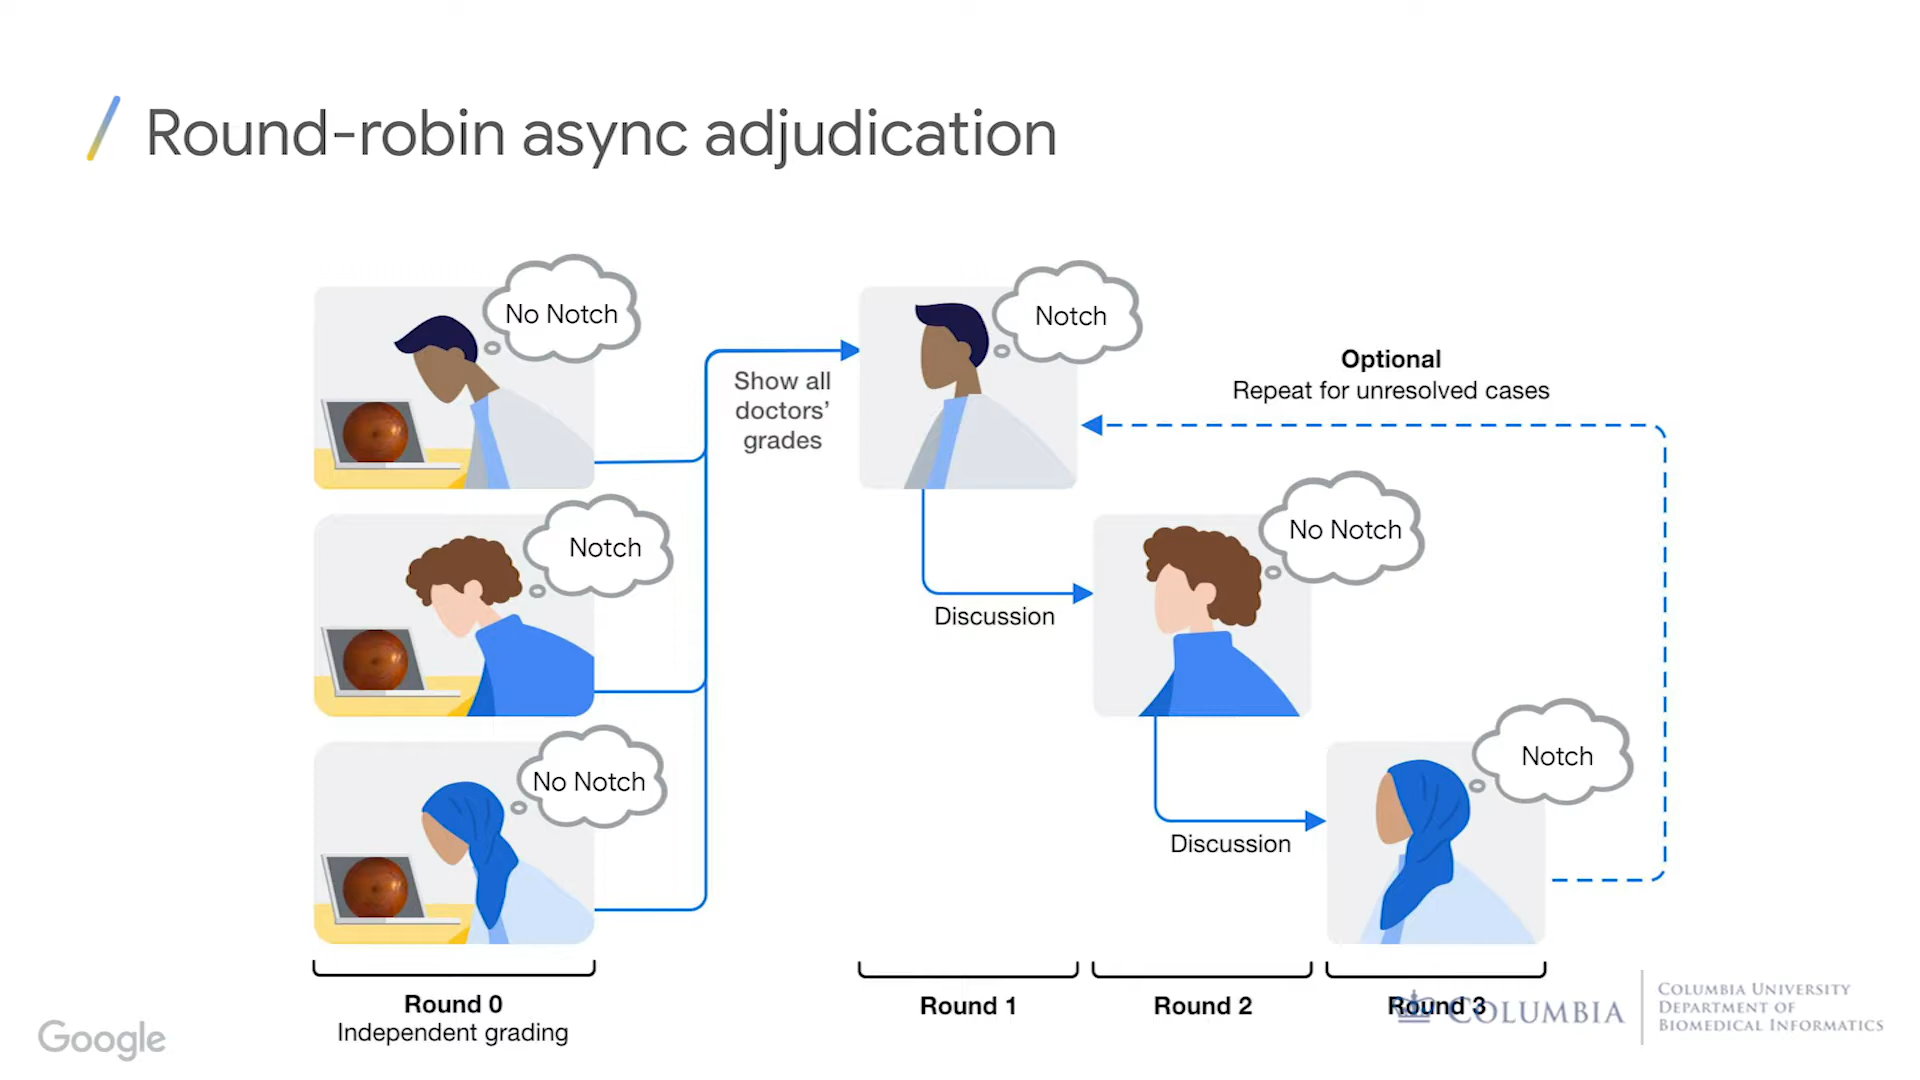 Round-robin async adjudication
No Notch
Notch
No Notch
Show all
doctors’
grades
Notch
Discussion
No Notch
Discussion
Notch
Optional
Repeat for unresolved cases
Round 0
Independent grading
Round 1
Round 2
Round 3
Google
COLUMBIA
COLUMBIA UNIVERSITY
DEPARTMENT OF
BIOMEDICAL INFORMATICS